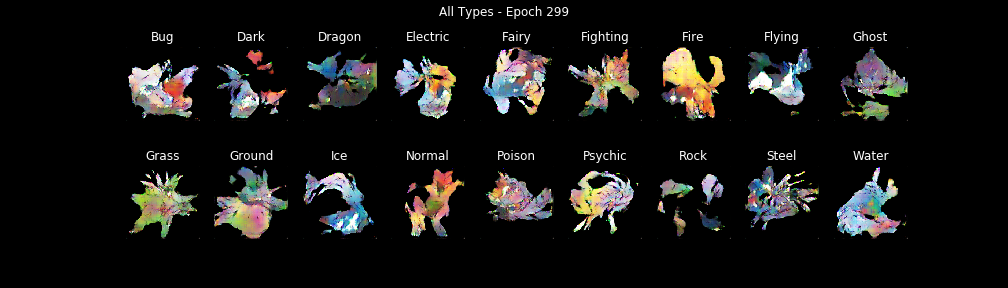 All Types - Epoch 299
Bug Dark Dragon Electric Fairy Fighting Fire Flying Ghost
Grass Ground Ice Normal Poison Psychic Rock Steel Water